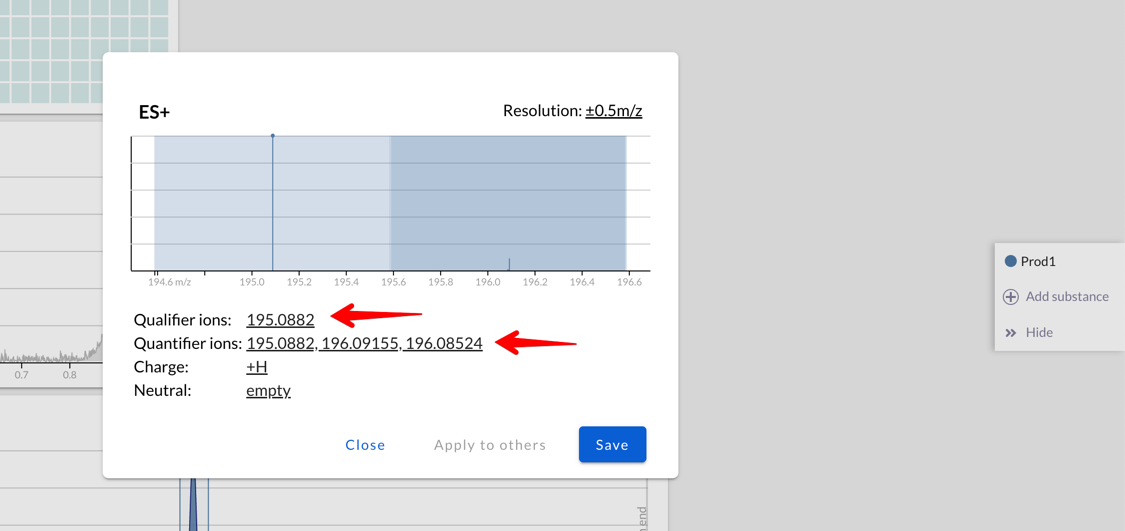 ES+
Resolution: ±0.5m/z
194.6 m/z 195.0 195.2 195.4 195.6 195.8 196.0 196.2 196.4 196.6
Qualifier ions: 195.0882
Quantifier ions: 195.0882, 196.09155, 196.08524
Charge: +H
Neutral: empty
Close Apply to others Save
Prod1
Add substance
Hide
0.7 0.8
end